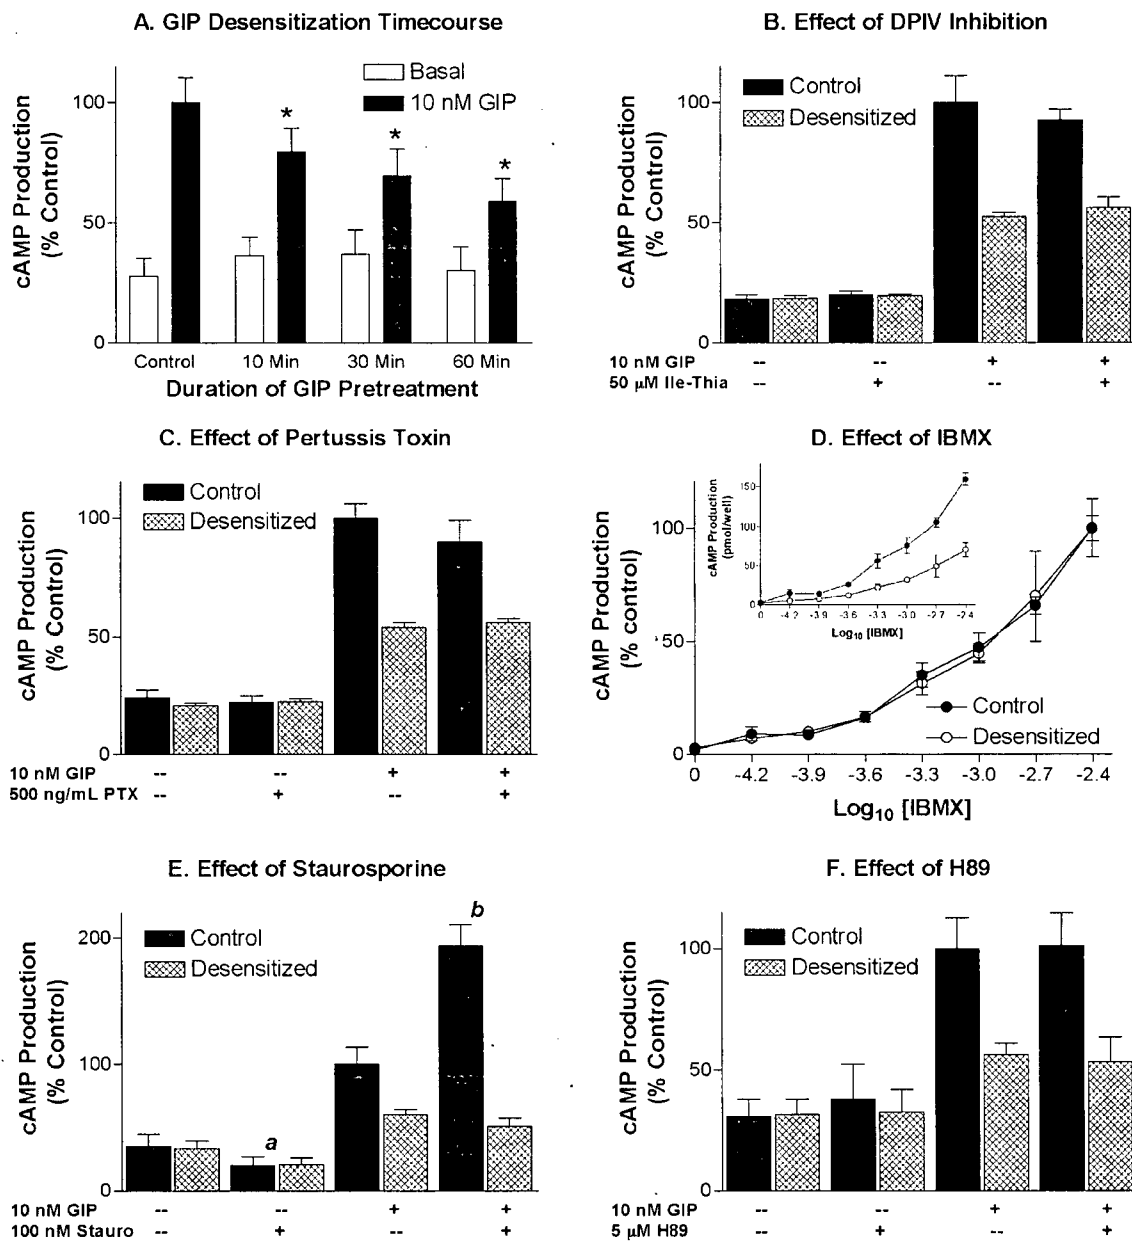 A. GIP Desensitization Timecourse
cAMP Production
(% Control)
100
50
0
Basal
10 nM GIP
*
*
*
Control 10 Min 30 Min 60 Min
Duration of GIP Pretreatment
B. Effect of DPIV Inhibition
cAMP Production
(% Control)
100
50
0
Control
Desensitized
10 nM GIP -- -- + +
50 μM Ile-Thia -- + -- +
C. Effect of Pertussis Toxin
cAMP Production
(% Control)
100
50
0
Control
Desensitized
10 nM GIP -- -- + +
500 ng/mL PTX -- + -- +
D. Effect of IBMX
cAMP Production
(% control)
100
50
0
cAMP Production
(pmol/well)
150
100
50
0
0 -4.2 -3.9 -3.6 -3.3 -3.0 -2.7 -2.4
Log10 [IBMX]
Control
Desensitized
0 -4.2 -3.9 -3.6 -3.3 -3.0 -2.7 -2.4
Log10 [IBMX]
E. Effect of Staurosporine
cAMP Production
(% Control)
200
100
0
Control
Desensitized
a
b
10 nM GIP -- -- + +
100 nM Stauro -- + -- +
F. Effect of H89
cAMP Production
(% Control)
100
50
0
Control
Desensitized
10 nM GIP -- -- + +
5 μM H89 -- + -- +